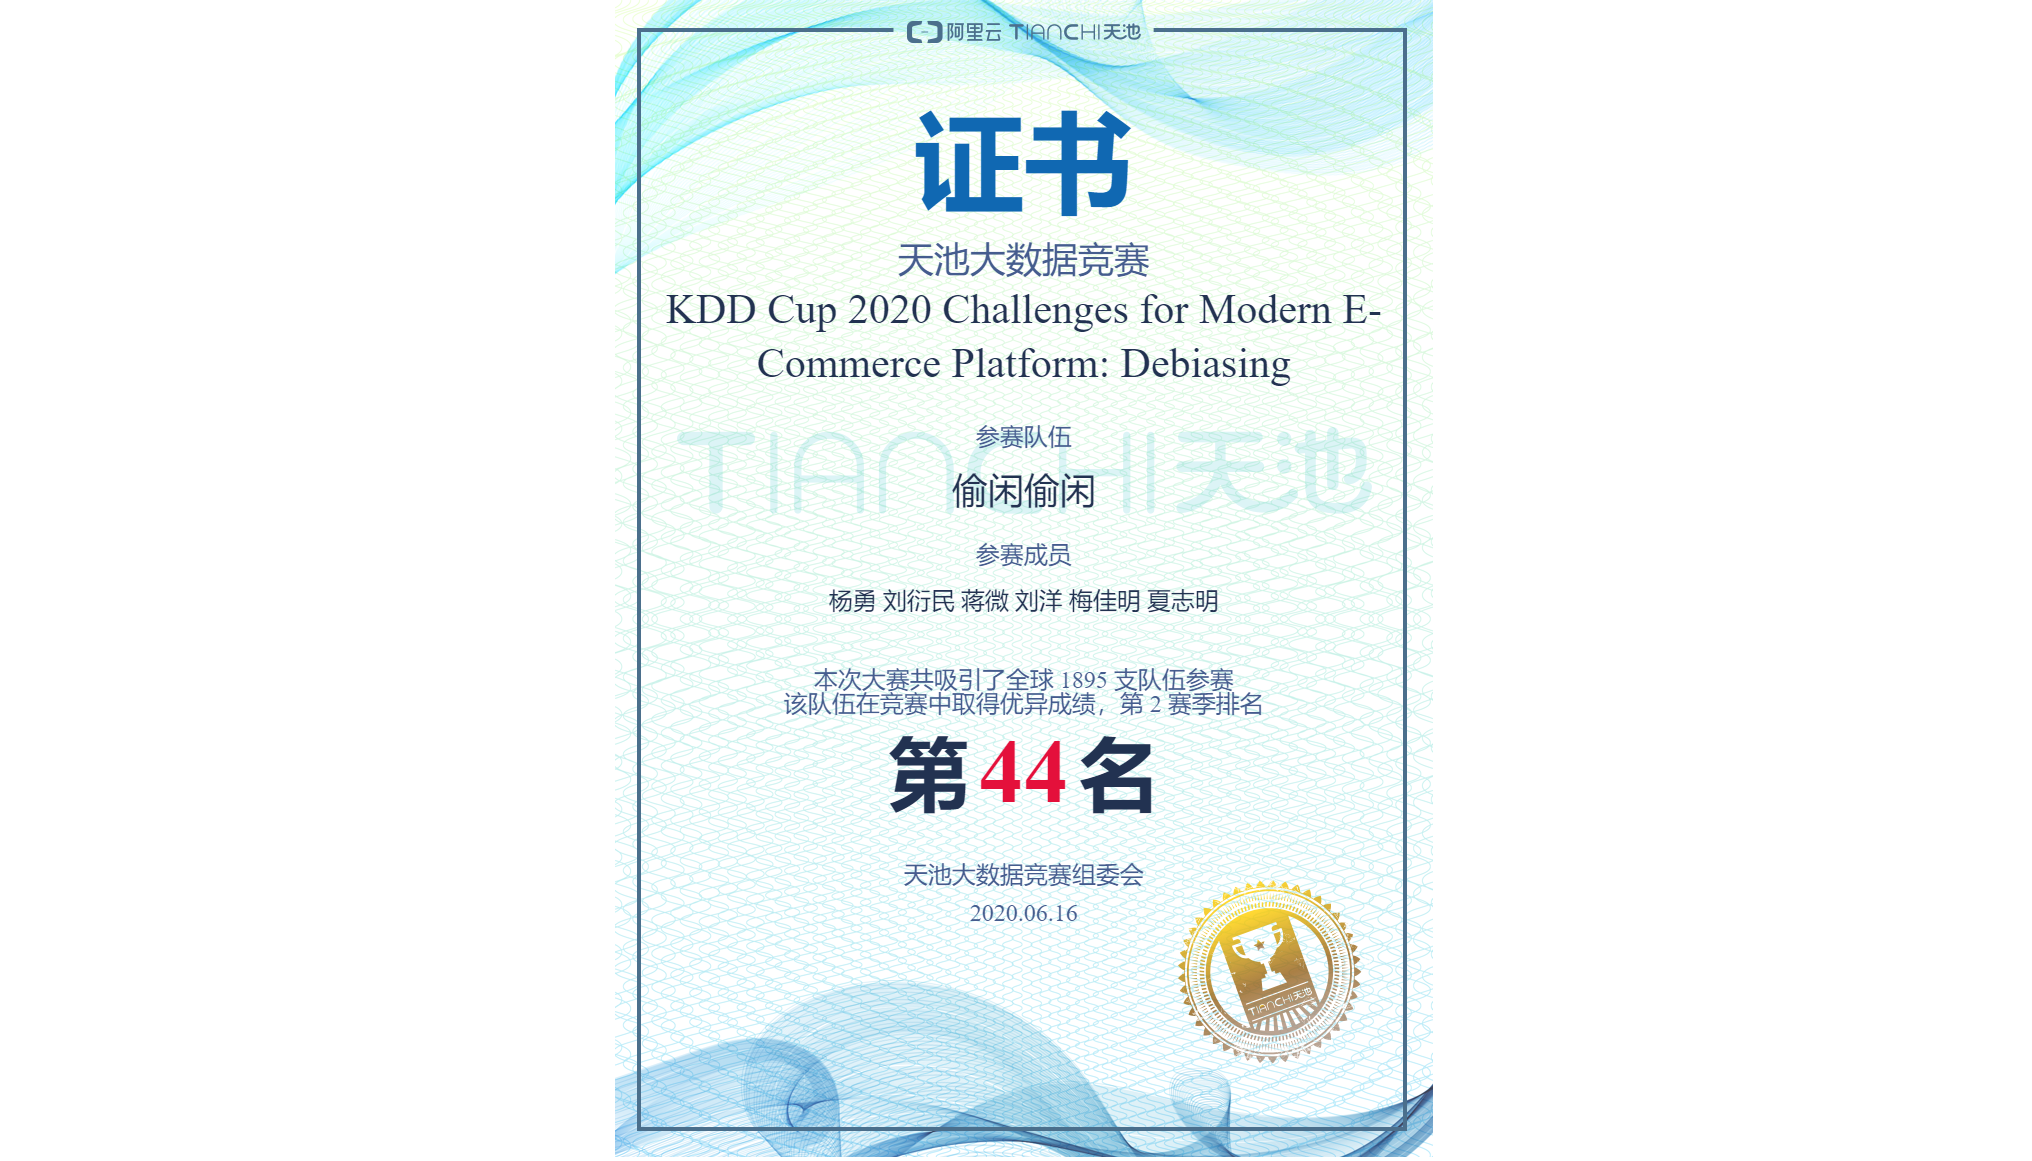 阿里云 TIANCHI天池
证书
天池大数据竞赛
KDD Cup 2020 Challenges for Modern E-
Commerce Platform: Debiasing
TIANCHI天池
参赛队伍
偷闲偷闲
参赛成员
杨勇 刘衍民 蒋微 刘洋 梅佳明 夏志明
本次大赛共吸引了全球 1895 支队伍参赛
该队伍在竞赛中取得优异成绩，第 2 赛季排名
第 44 名
天池大数据竞赛组委会
2020.06.16
TIANCHI天池